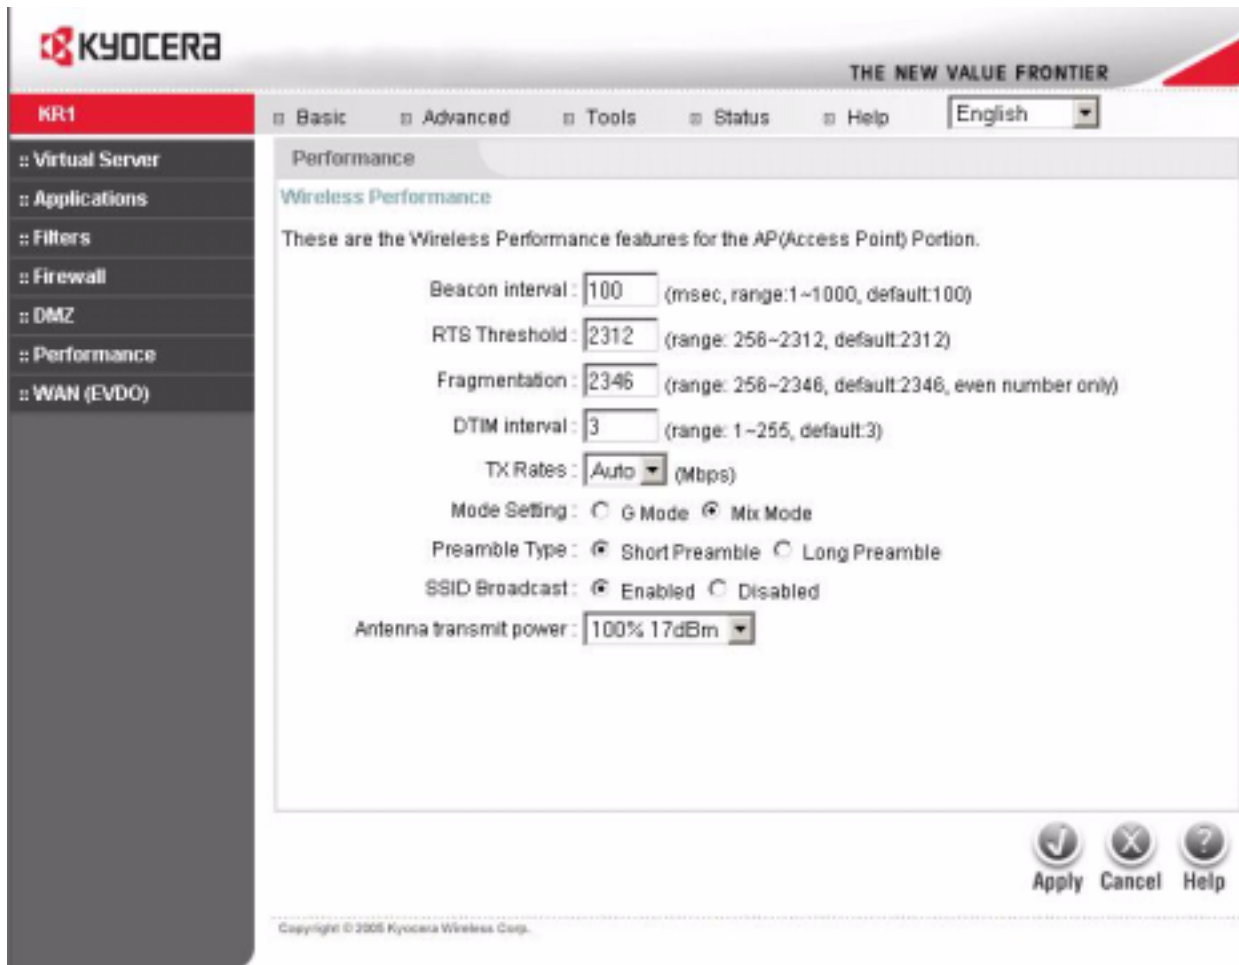 KYOCERA
THE NEW VALUE FRONTIER
KR1
Basic Advanced Tools Status Help English
:: Virtual Server
:: Applications
:: Filters
:: Firewall
:: DMZ
:: Performance
:: WAN (EVDO)
Performance
Wireless Performance
These are the Wireless Performance features for the AP(Access Point) Portion.
Beacon interval : 100 (msec, range:1~1000, default:100)
RTS Threshold : 2312 (range: 256~2312, default:2312)
Fragmentation : 2346 (range: 256~2346, default:2346, even number only)
DTIM interval : 3 (range: 1~255, default:3)
TX Rates : Auto (Mbps)
Mode Setting : G Mode Mix Mode
Preamble Type : Short Preamble Long Preamble
SSID Broadcast : Enabled Disabled
Antenna transmit power : 100% 17dBm
Apply Cancel Help
Copyright © 2005 Kyocera Wireless Corp.